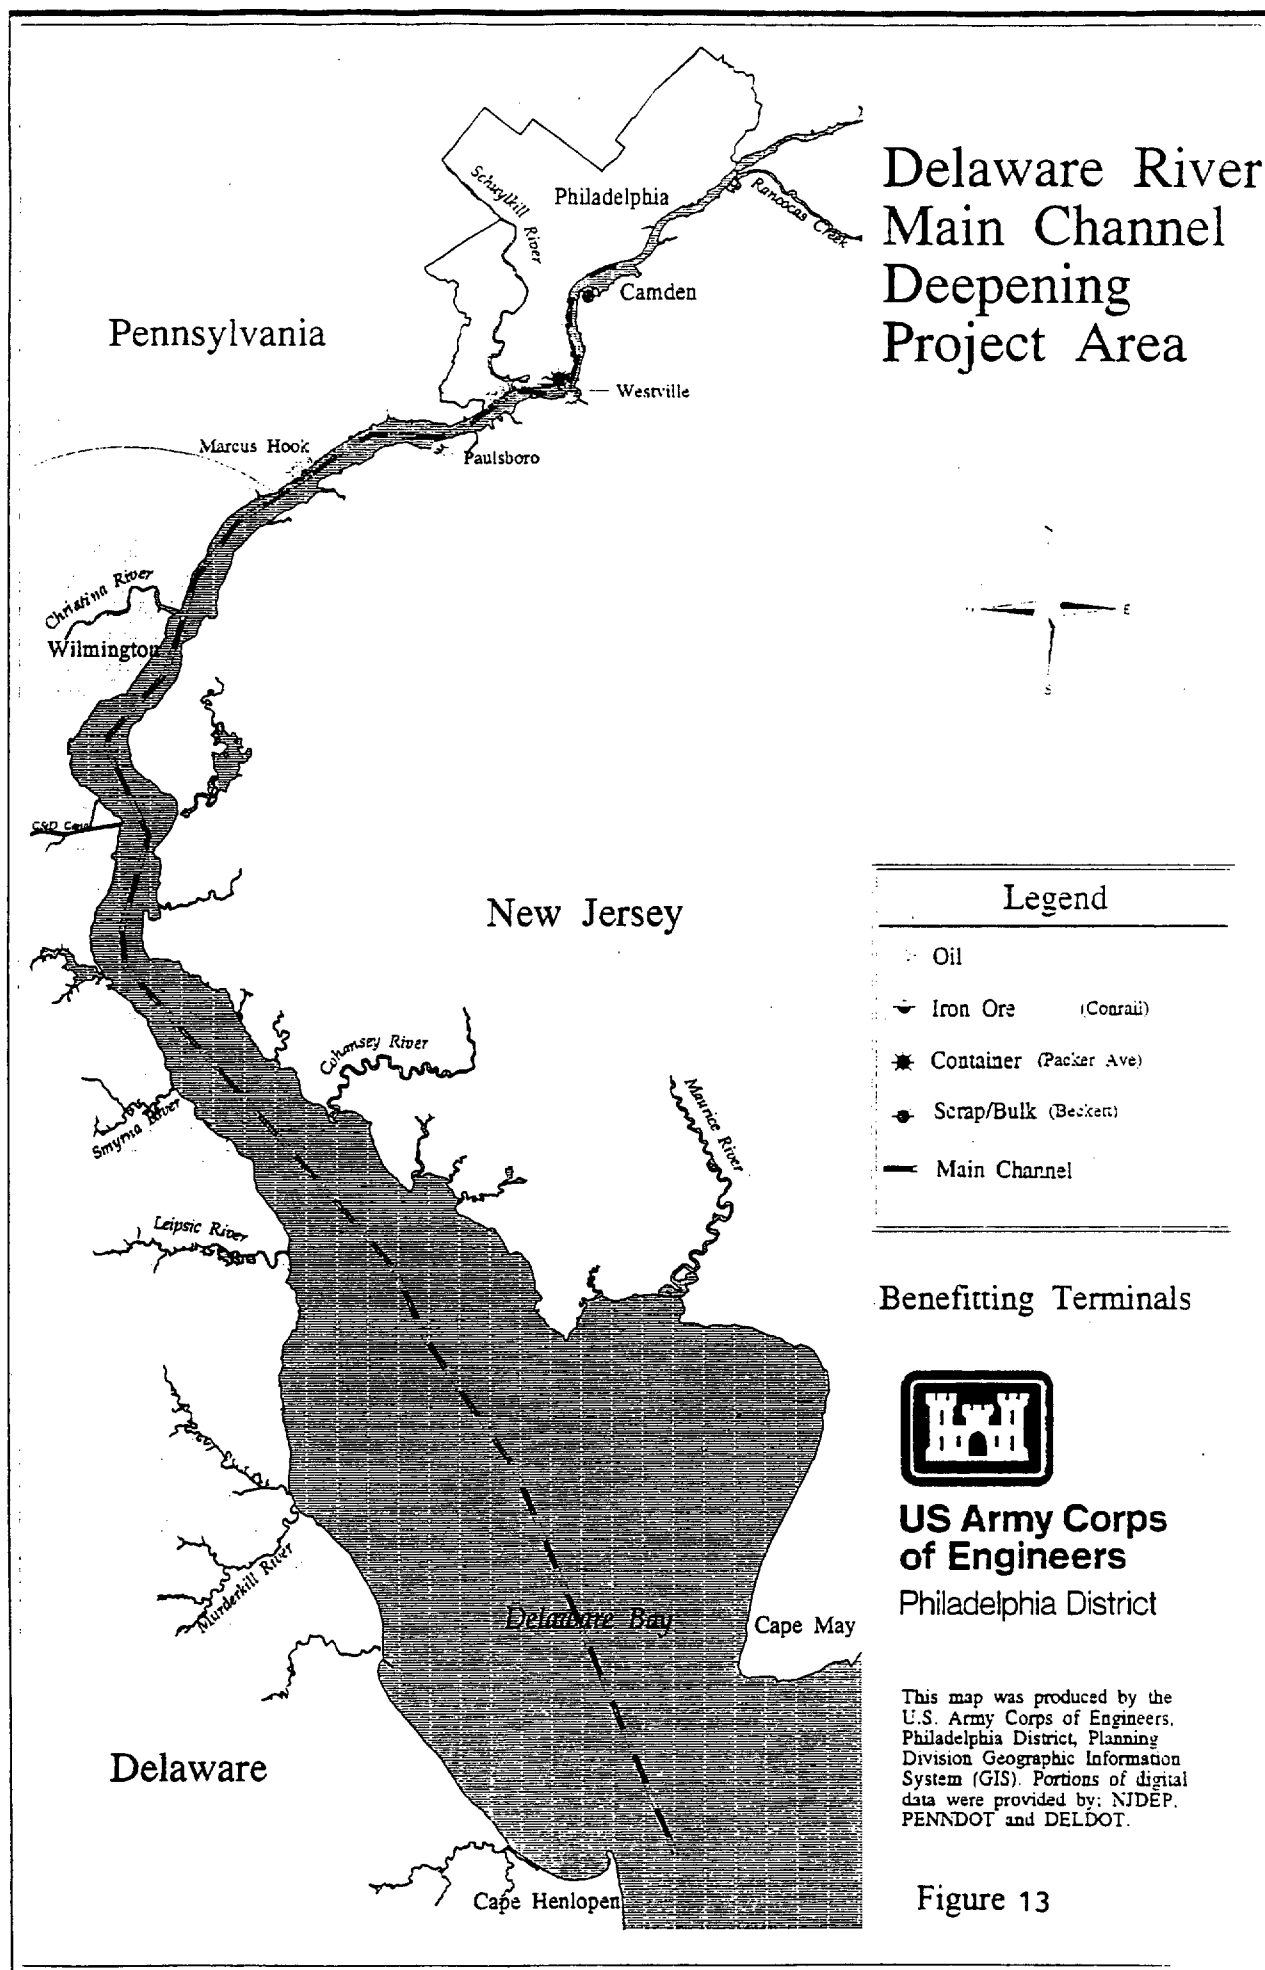 Delaware River
Main Channel
Deepening
Project Area
Schuylkill River
Philadelphia
Rancocas Creek
Camden
Pennsylvania
Westville
Marcus Hook
Paulsboro
E
S
Christina River
Wilmington
C&D Canal
New Jersey
Legend
Oil
Iron Ore (Conrail)
Container (Packer Ave)
Scrap/Bulk (Beckett)
Main Channel
Cohansey River
Maurice River
Smyrna River
Leipsic River
Benefitting Terminals
US Army Corps
of Engineers
Philadelphia District
Murderkill River
Delaware Bay
Cape May
This map was produced by the
U.S. Army Corps of Engineers,
Philadelphia District, Planning
Division Geographic Information
System (GIS). Portions of digital
data were provided by: NJDEP,
PENNDOT and DELDOT.
Delaware
Cape Henlopen
Figure 13